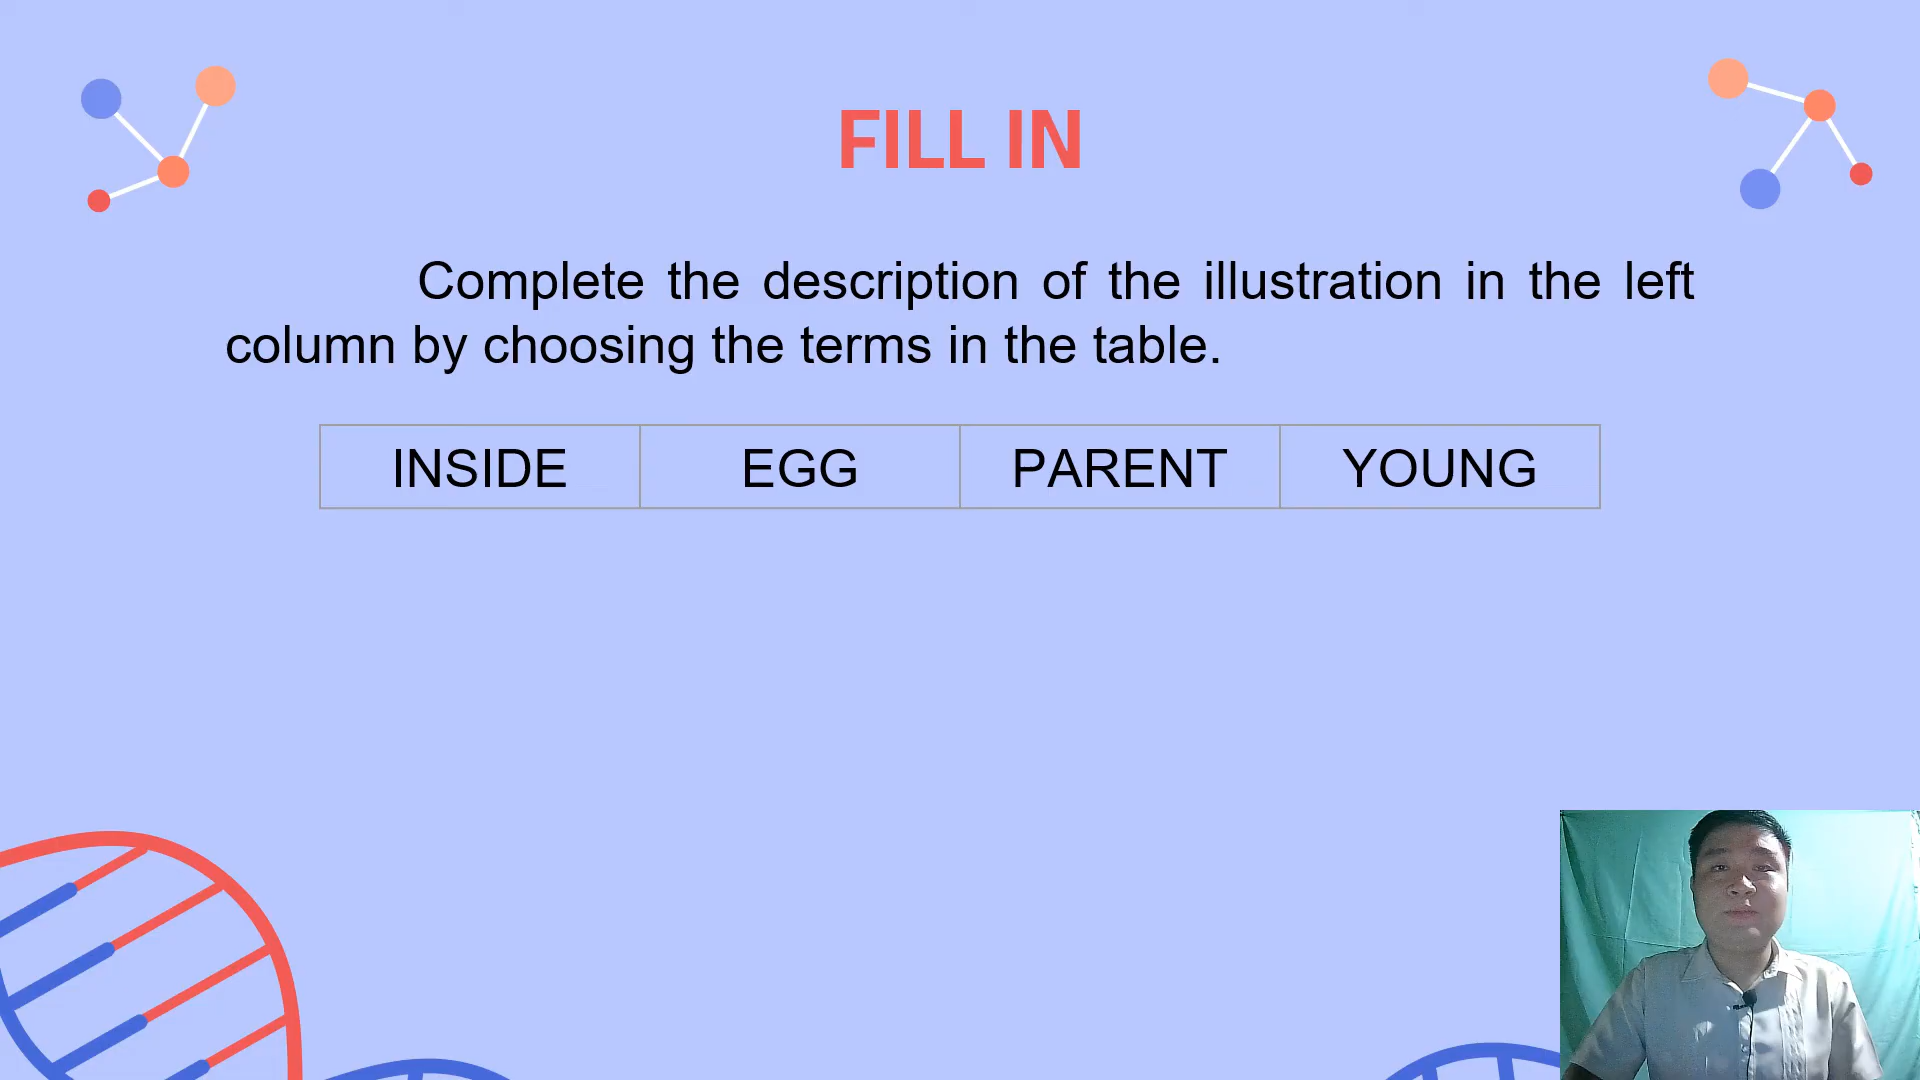 FILL IN
Complete the description of the illustration in the left
column by choosing the terms in the table.
INSIDE EGG PARENT YOUNG